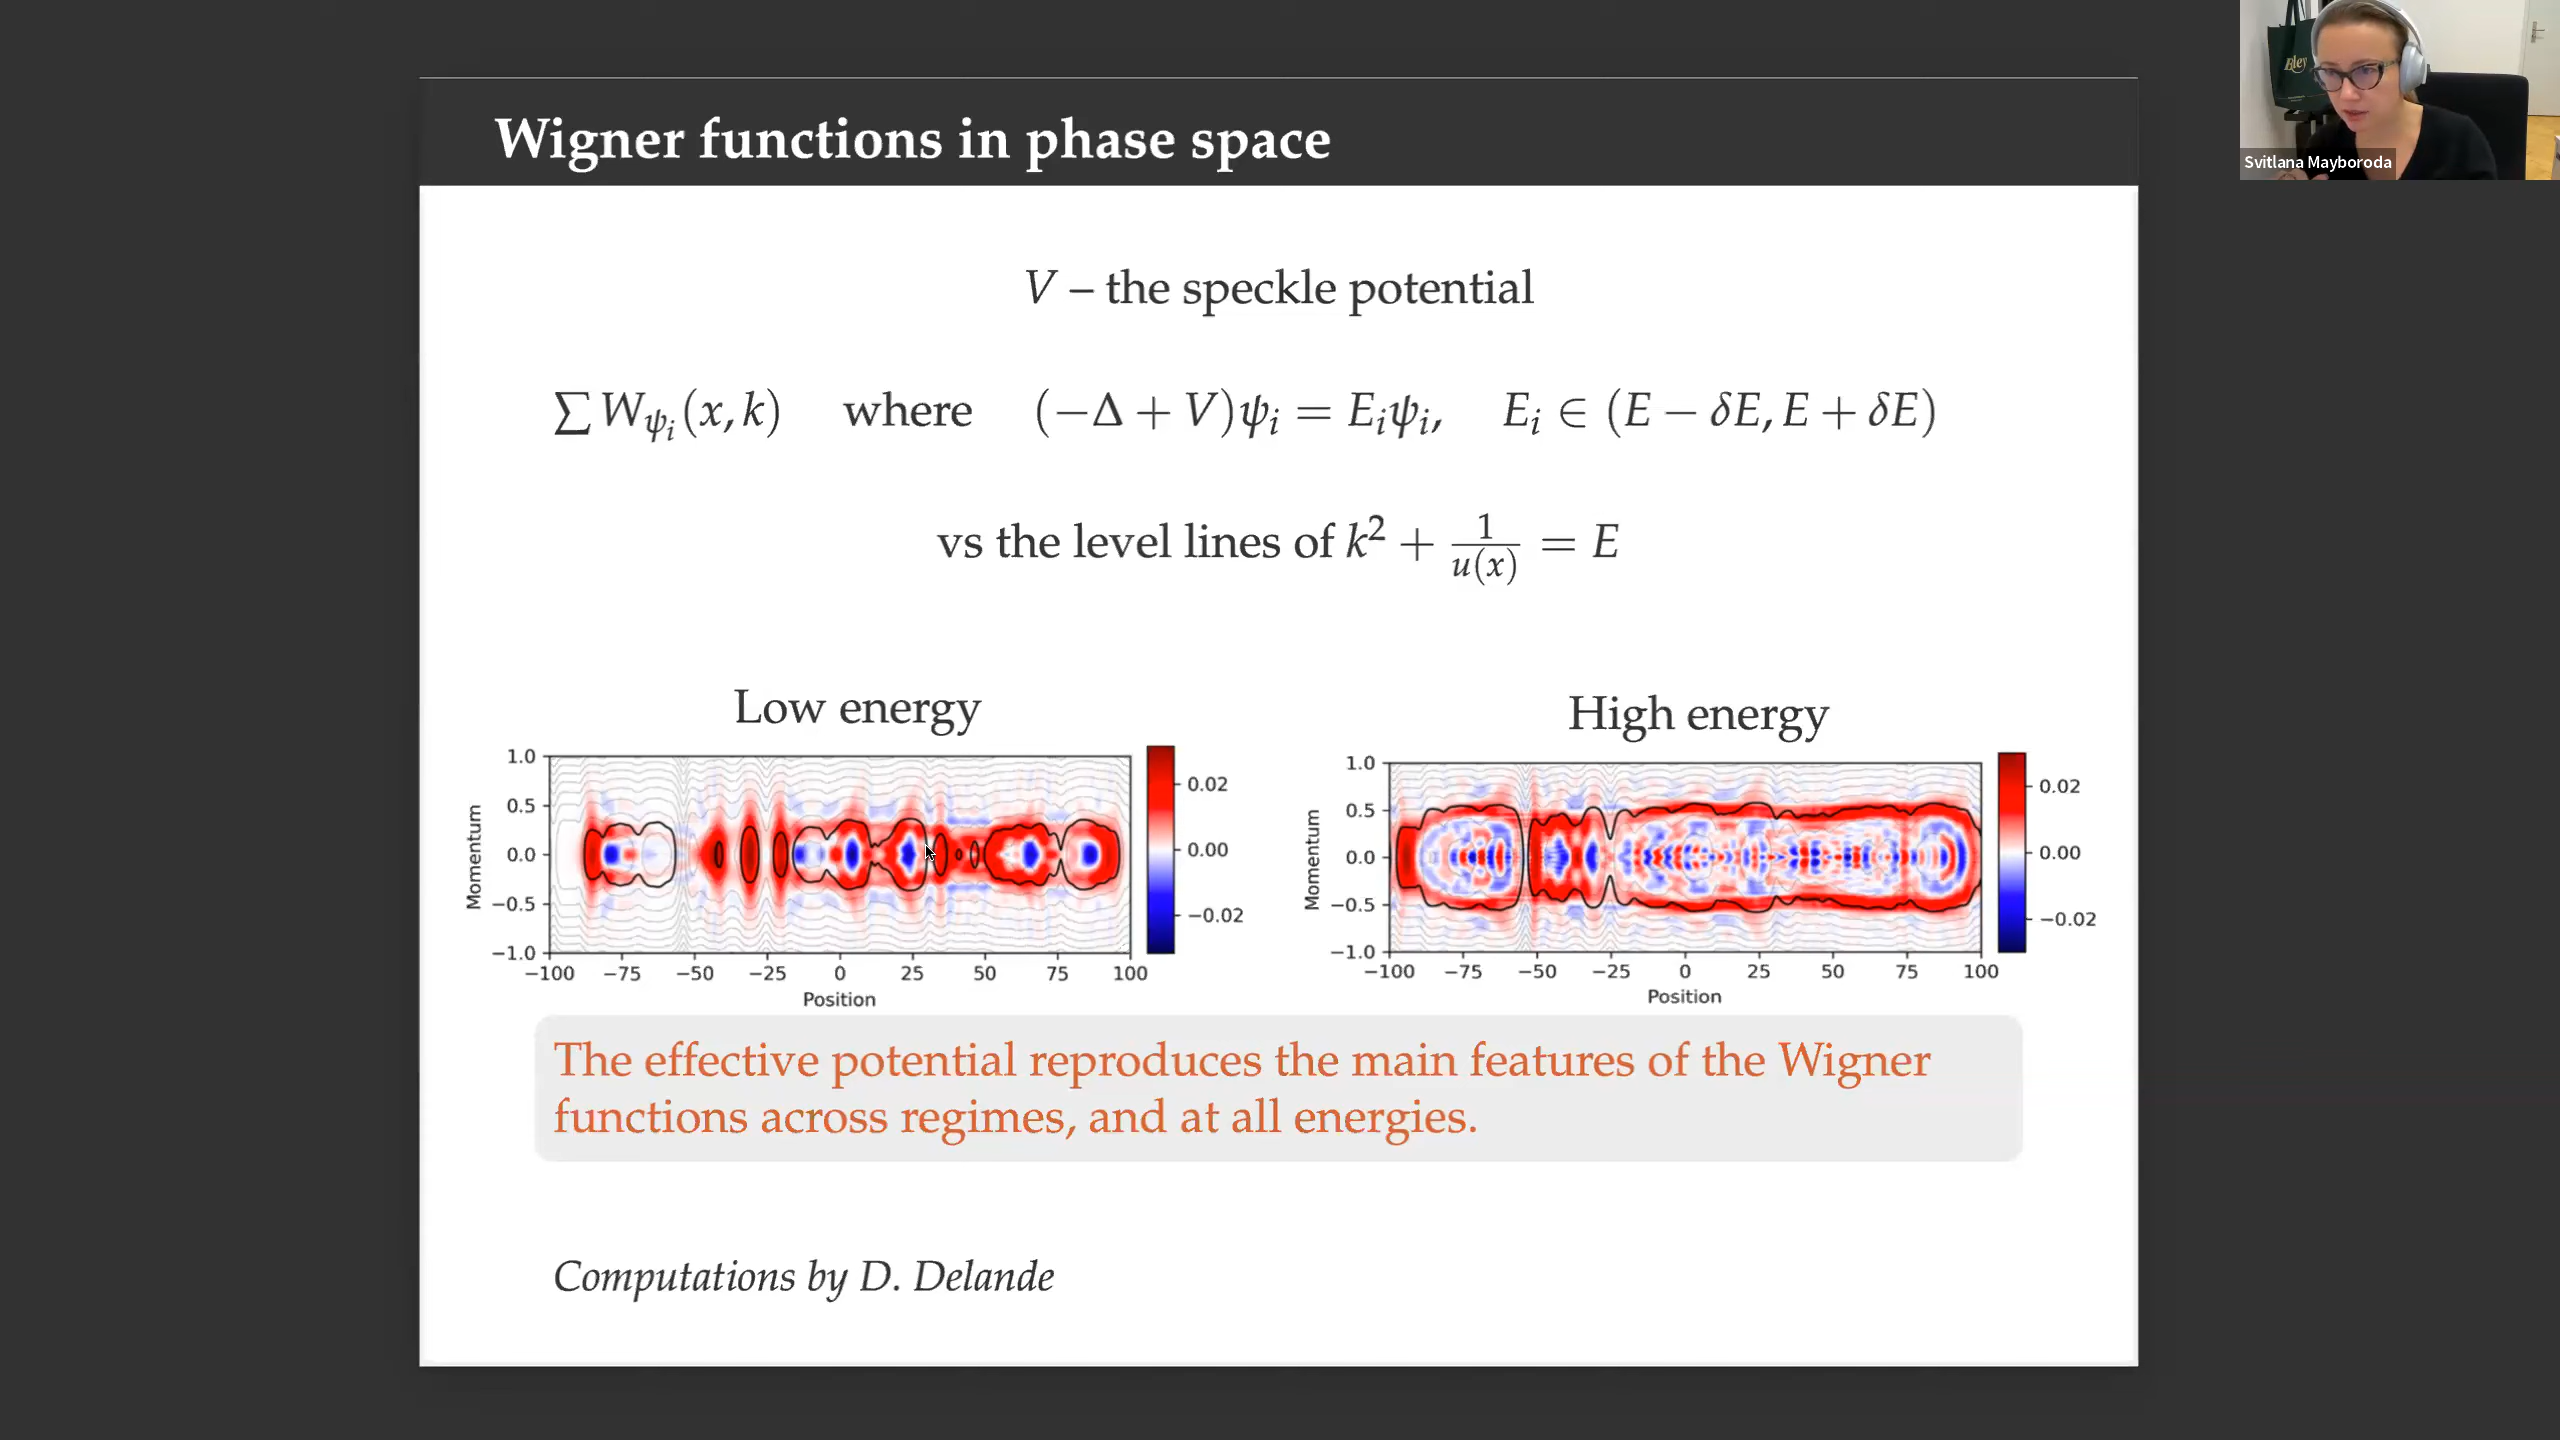 Wigner functions in phase space
Bley
Svitlana Mayboroda
V – the speckle potential
∑ W_{ψ_i}(x, k) where (−Δ + V)ψ_i = E_iψ_i, E_i ∈ (E − δE, E + δE)
vs the level lines of k² + 1/u(x) = E
Low energy
High energy
1.0
0.5
0.0
−0.5
−1.0
Momentum
−100 −75 −50 −25 0 25 50 75 100
Position
0.02
0.00
−0.02
1.0
0.5
0.0
−0.5
−1.0
Momentum
−100 −75 −50 −25 0 25 50 75 100
Position
0.02
0.00
−0.02
The effective potential reproduces the main features of the Wigner
functions across regimes, and at all energies.
Computations by D. Delande